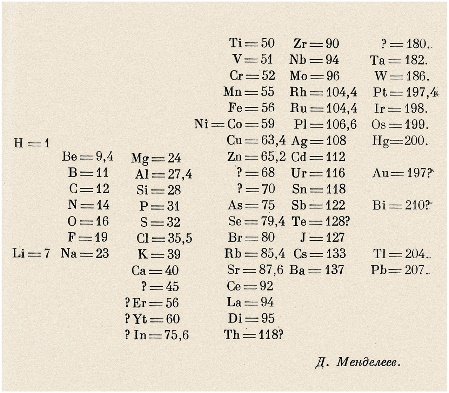 Ti = 50 Zr = 90 ? = 180.
V = 51 Nb = 94 Ta = 182.
Cr = 52 Mo = 96 W = 186.
Mn = 55 Rh = 104,4 Pt = 197,4
Fe = 56 Ru = 104,4 Ir = 198.
Ni = Co = 59 Pl = 106,6 Os = 199.
H = 1 Cu = 63,4 Ag = 108 Hg = 200.
Be = 9,4 Mg = 24 Zn = 65,2 Cd = 112
B = 11 Al = 27,4 ? = 68 Ur = 116 Au = 197?
C = 12 Si = 28 ? = 70 Sn = 118
N = 14 P = 31 As = 75 Sb = 122 Bi = 210?
O = 16 S = 32 Se = 79,4 Te = 128?
F = 19 Cl = 35,5 Br = 80 J = 127
Li = 7 Na = 23 K = 39 Rb = 85,4 Cs = 133 Tl = 204.
Ca = 40 Sr = 87,6 Ba = 137 Pb = 207.
? = 45 Ce = 92
? Er = 56 La = 94
? Yt = 60 Di = 95
? In = 75,6 Th = 118?
Д. Менделеев.